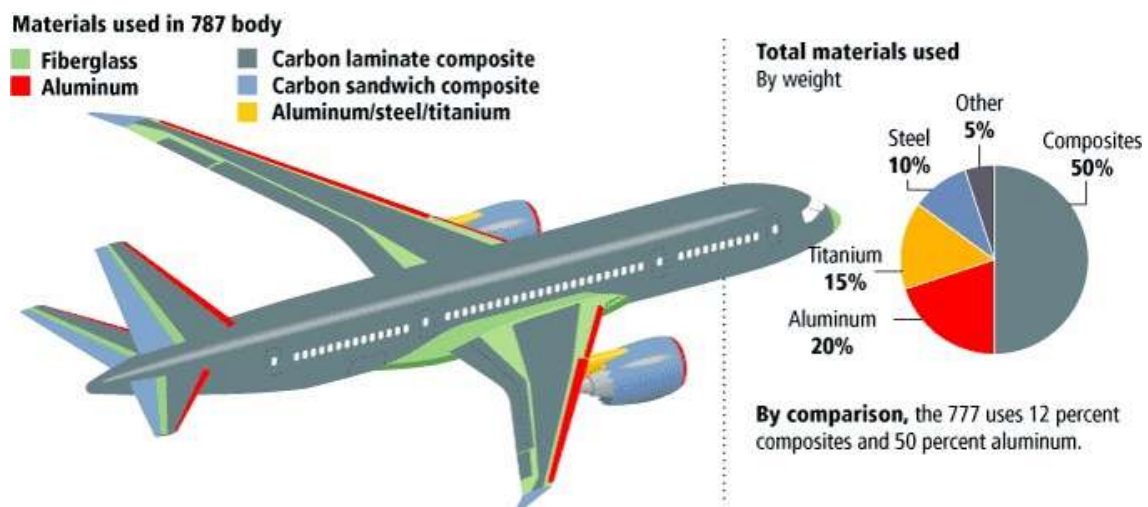 Materials used in 787 body
Fiberglass
Aluminum
Carbon laminate composite
Carbon sandwich composite
Aluminum/steel/titanium
Total materials used
By weight
Other
5%
Steel
10%
Composites
50%
Titanium
15%
Aluminum
20%
By comparison, the 777 uses 12 percent
composites and 50 percent aluminum.